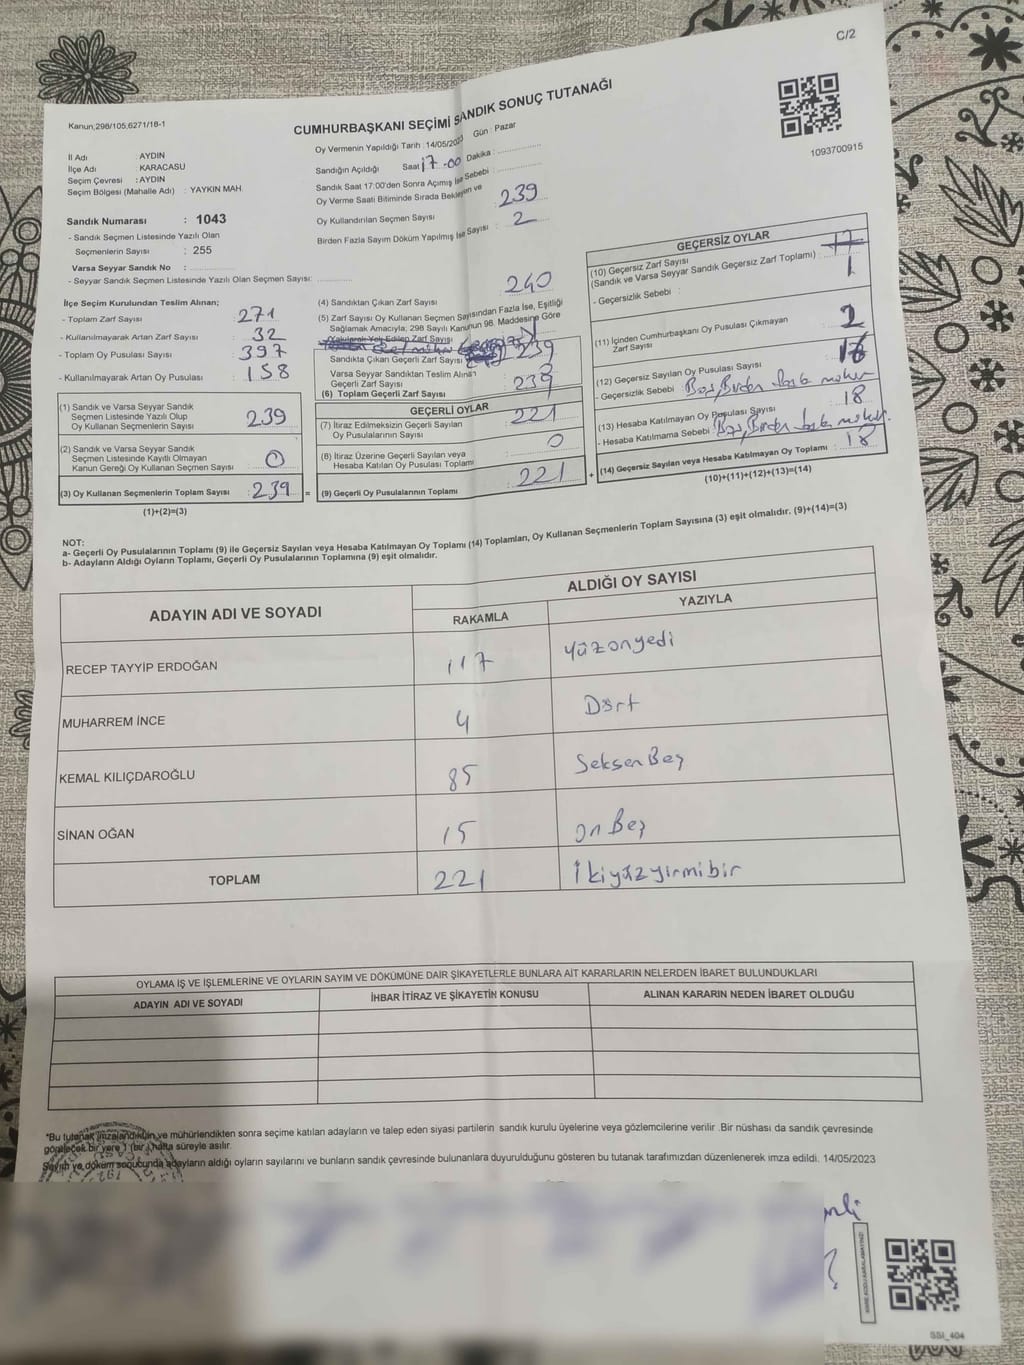 C/2
Kanun;298/105,6271/18-1
CUMHURBAŞKANI SEÇİMİ SANDIK SONUÇ TUTANAĞI
1093700915
İl Adı : AYDIN
İlçe Adı : KARACASU
Seçim Çevresi : AYDIN
Seçim Bölgesi (Mahalle Adı) : YAYKIN MAH.
Oy Vermenin Yapıldığı Tarih : 14/05/2023 Gün : Pazar
Sandığın Açıldığı Saat 17.00 Dakika :
Sandık Saat 17:00'den Sonra Açılmış İse Sebebi :
Oy Verme Saati Bitiminde Sırada Bekleyen ve
Oy Kullandırılan Seçmen Sayısı : 239
Birden Fazla Sayım Döküm Yapılmış İse Sayısı : 2
Sandık Numarası : 1043
- Sandık Seçmen Listesinde Yazılı Olan
Seçmenlerin Sayısı : 255
Varsa Seyyar Sandık No :
- Seyyar Sandık Seçmen Listesinde Yazılı Olan Seçmen Sayısı:
İlçe Seçim Kurulundan Teslim Alınan;
- Toplam Zarf Sayısı : 271
- Kullanılmayarak Artan Zarf Sayısı : 32
- Toplam Oy Pusulası Sayısı : 397
- Kullanılmayarak Artan Oy Pusulası : 158
(1) Sandık ve Varsa Seyyar Sandık
Seçmen Listesinde Yazılı Olup
Oy Kullanan Seçmenlerin Sayısı : 239
(2) Sandık ve Varsa Seyyar Sandık
Seçmen Listesinde Kayıtlı Olmayan
Kanun Gereği Oy Kullanan Seçmen Sayısı : 0
(3) Oy Kullanan Seçmenlerin Toplam Sayısı : 239 =
(1)+(2)=(3)
(4) Sandıktan Çıkan Zarf Sayısı 240
(5) Zarf Sayısı Oy Kullanan Seçmen Sayısından Fazla İse, Eşitliği
Sağlamak Amacıyla; 298 Sayılı Kanunun 98. Maddesine Göre
Sandıkta Çıkan Geçerli Zarf Sayısı 239
Varsa Seyyar Sandıktan Teslim Alınan
Geçerli Zarf Sayısı
(6) Toplam Geçerli Zarf Sayısı 239
GEÇERLİ OYLAR
(7) İtiraz Edilmeksizin Geçerli Sayılan
Oy Pusulalarının Sayısı 221
(8) İtiraz Üzerine Geçerli Sayılan veya
Hesaba Katılan Oy Pusulası Toplamı 0
(9) Geçerli Oy Pusulalarının Toplamı 221 +
GEÇERSİZ OYLAR
(10) Geçersiz Zarf Sayısı
(Sandık ve Varsa Seyyar Sandık Geçersiz Zarf Toplamı) : 1
- Geçersizlik Sebebi :
(11) İçinden Cumhurbaşkanı Oy Pusulası Çıkmayan
Zarf Sayısı
(12) Geçersiz Sayılan Oy Pusulası Sayısı
- Geçersizlik Sebebi : Boş, Birden fazla mühür
(13) Hesaba Katılmayan Oy Pusulası Sayısı 18
- Hesaba Katılmama Sebebi : Boş, Birden fazla mühür.
(14) Geçersiz Sayılan veya Hesaba Katılmayan Oy Toplamı : 18
(10)+(11)+(12)+(13)=(14)
NOT:
a- Geçerli Oy Pusulalarının Toplamı (9) ile Geçersiz Sayılan veya Hesaba Katılmayan Oy Toplamı (14) Toplamları, Oy Kullanan Seçmenlerin Toplam Sayısına (3) eşit olmalıdır. (9)+(14)=(3)
b- Adayların Aldığı Oyların Toplamı, Geçerli Oy Pusulalarının Toplamına (9) eşit olmalıdır.
ADAYIN ADI VE SOYADI ALDIĞI OY SAYISI
RAKAMLA YAZIYLA
RECEP TAYYİP ERDOĞAN 117 Yüzonyedi
MUHARREM İNCE 4 Dört
KEMAL KILIÇDAROĞLU 85 SeksenBeş
SİNAN OĞAN 15 OnBeş
TOPLAM 221 İkiyüzyirmibir
OYLAMA İŞ VE İŞLEMLERİNE VE OYLARIN SAYIM VE DÖKÜMÜNE DAİR ŞİKAYETLERLE BUNLARA AİT KARARLARIN NELERDEN İBARET BULUNDUKLARI
ADAYIN ADI VE SOYADI İHBAR İTİRAZ VE ŞİKAYETİN KONUSU ALINAN KARARIN NEDEN İBARET OLDUĞU
*Bu tutanak imzalandıktan ve mühürlendikten sonra seçime katılan adayların ve talep eden siyasi partilerin sandık kurulu üyelerine veya gözlemcilerine verilir .Bir nüshası da sandık çevresinde
görülecek bir yere 1 (bir ) hafta süreyle asılır.
Sayım ve döküm sonucunda adayların aldığı oyların sayılarını ve bunların sandık çevresinde bulunanlara duyurulduğunu gösteren bu tutanak tarafımızdan düzenlenerek imza edildi. 14/05/2023
SSI_404